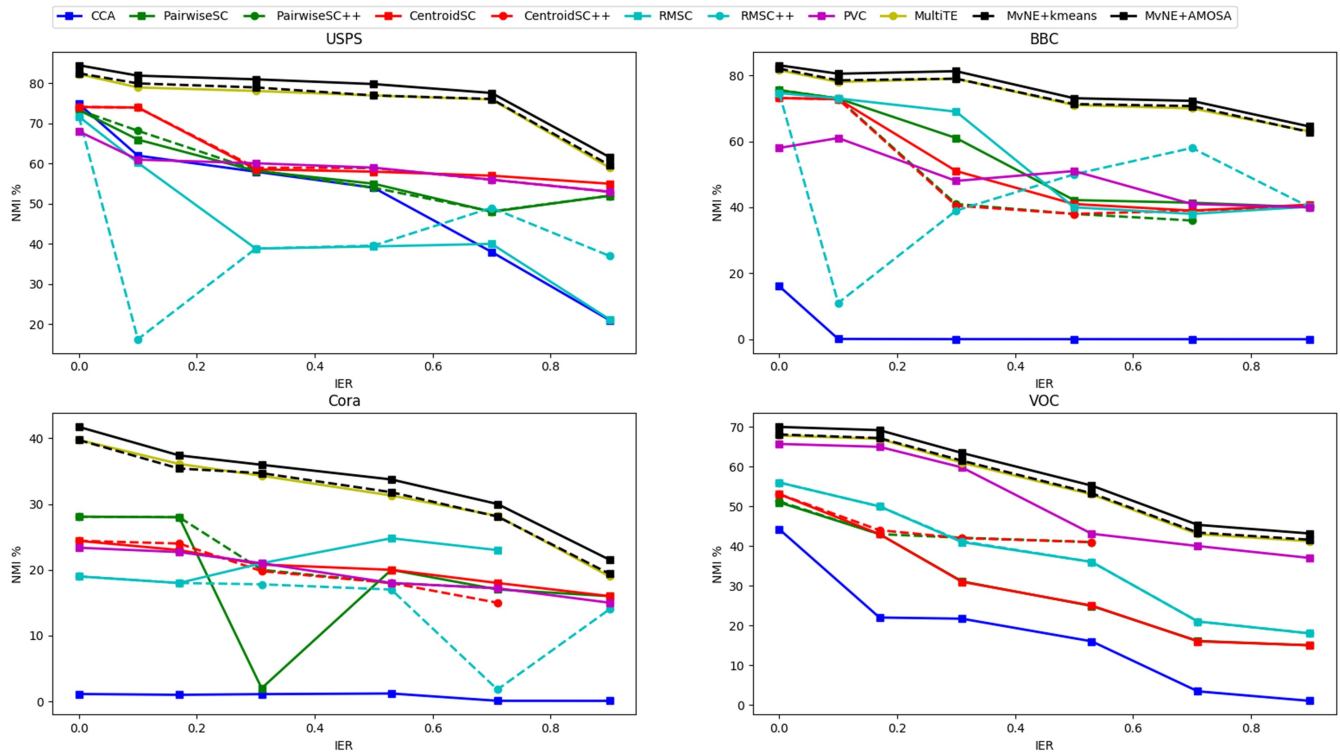 CCA PairwiseSC PairwiseSC++ CentroidSC CentroidSC++ RMSC RMSC++ PVC MultiTE MvNE+kmeans MvNE+AMOSA
USPS
NMI %
80
70
60
50
40
30
20
0.0 0.2 0.4 0.6 0.8
IER
BBC
NMI %
80
60
40
20
0
0.0 0.2 0.4 0.6 0.8
IER
Cora
NMI %
40
30
20
10
0
0.0 0.2 0.4 0.6 0.8
IER
VOC
NMI %
70
60
50
40
30
20
10
0
0.0 0.2 0.4 0.6 0.8
IER